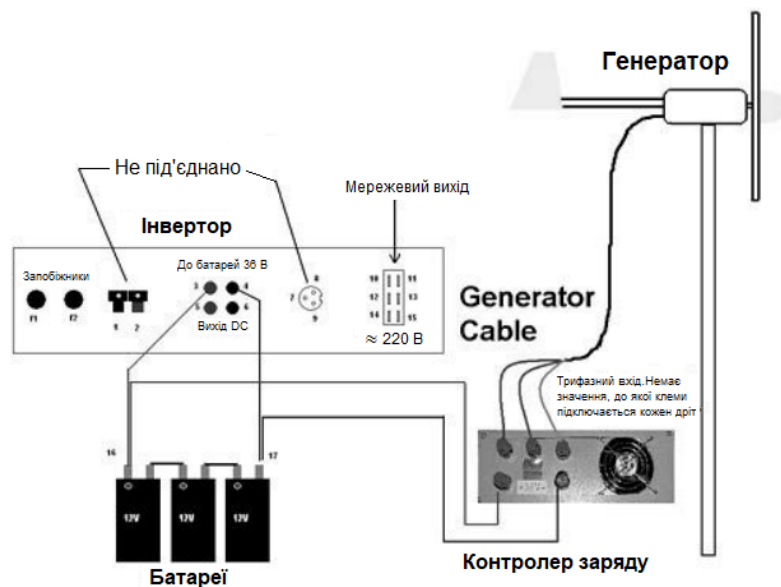 Генератор
Не під'єднано
Мережевий вихід
Інвертор
Запобіжники
До батарей 36 В
8
10 11
3 4
7
12 13
5 6
Вихід DC
9
14 15
F1 F2
1 2
≈ 220 В
Generator
Cable
Трифазний вхід.Немає
значення, до якої клеми
підключається кожен дріт
16 17
12V 12V 12V
Батареї
Контролер заряду